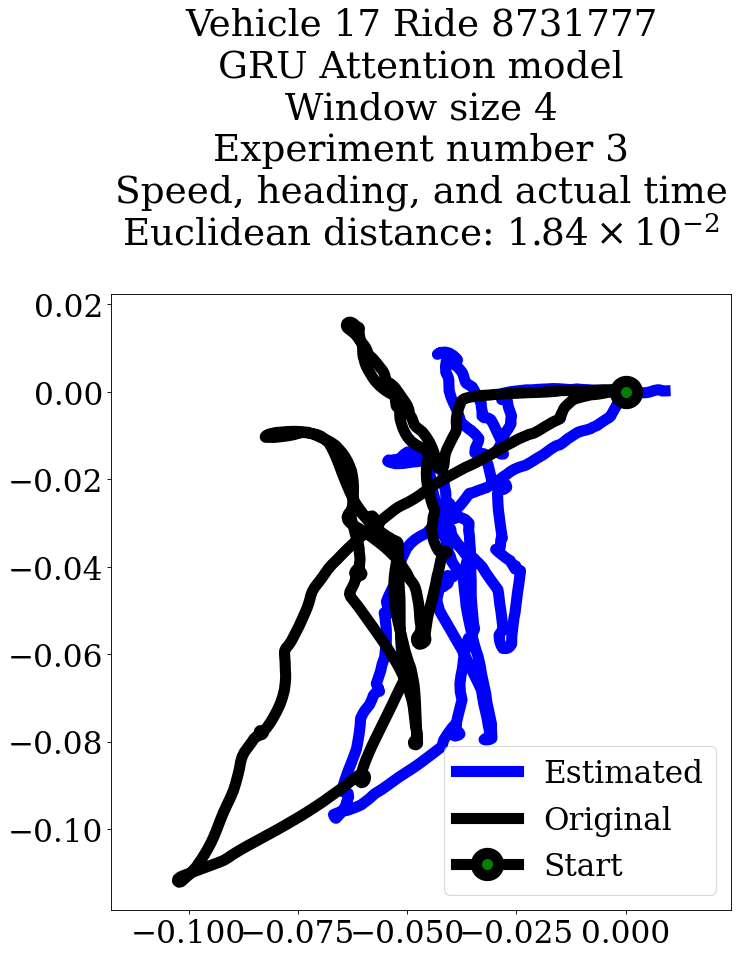 Vehicle 17 Ride 8731777
GRU Attention model
Window size 4
Experiment number 3
Speed, heading, and actual time
Euclidean distance: 1.84 × 10⁻²
0.02
0.00
−0.02
−0.04
−0.06
−0.08
−0.10
Estimated
Original
Start
−0.100 −0.075 −0.050 −0.025 0.000